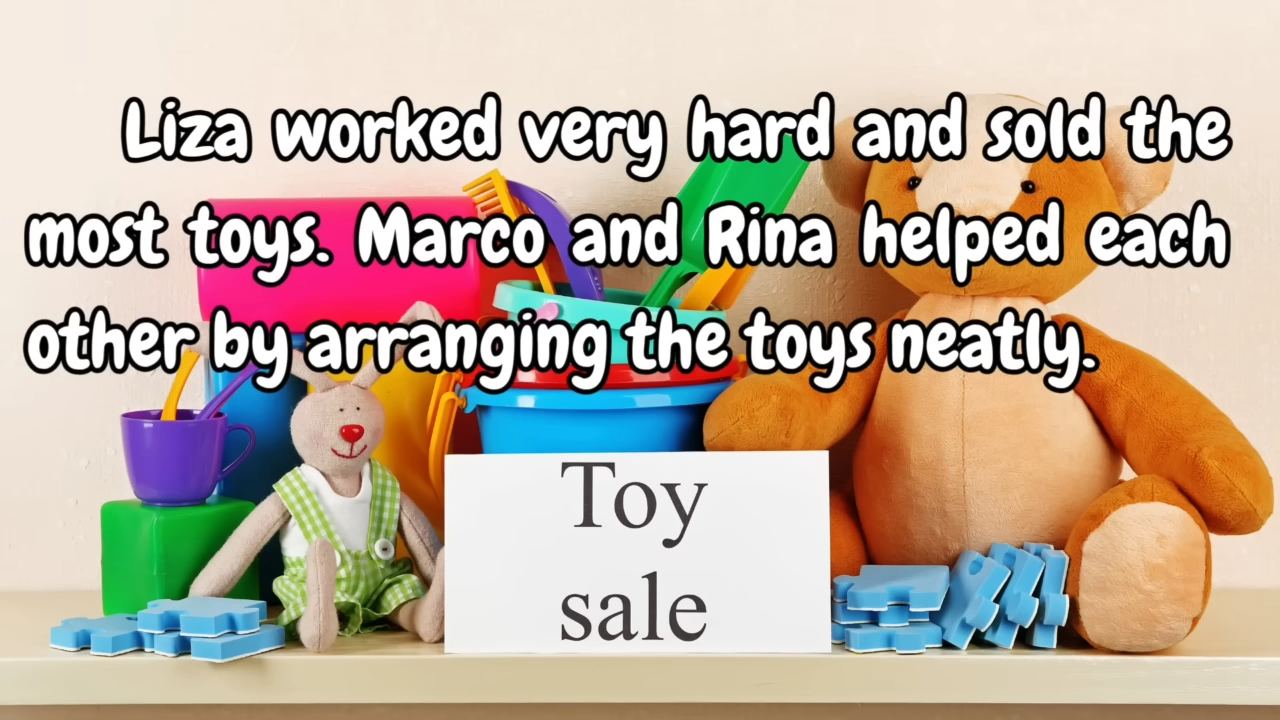 Liza worked very hard and sold the
most toys. Marco and Rina helped each
other by arranging the toys neatly.
Toy
sale